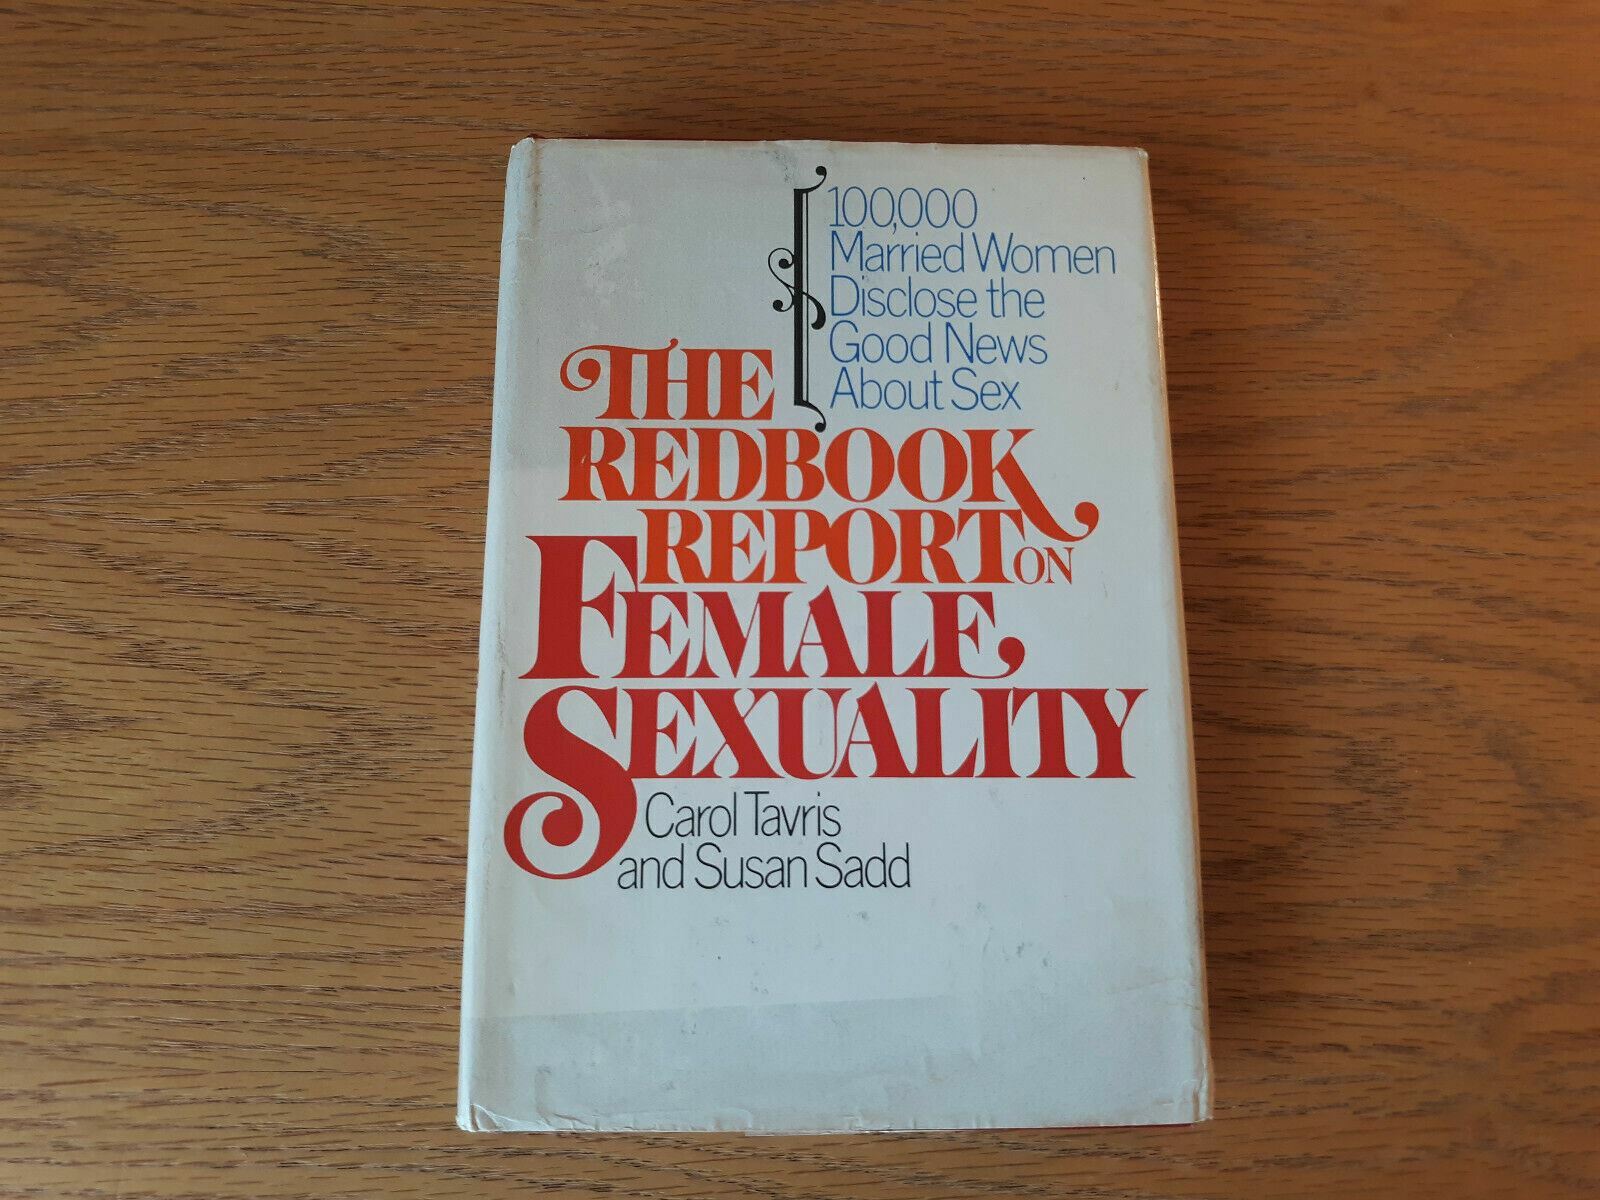 100,000
Married Women
Disclose the
Good News
About Sex
THE
REDBOOK
REPORT ON
FEMALE
SEXUALITY
Carol Tavris
and Susan Sadd